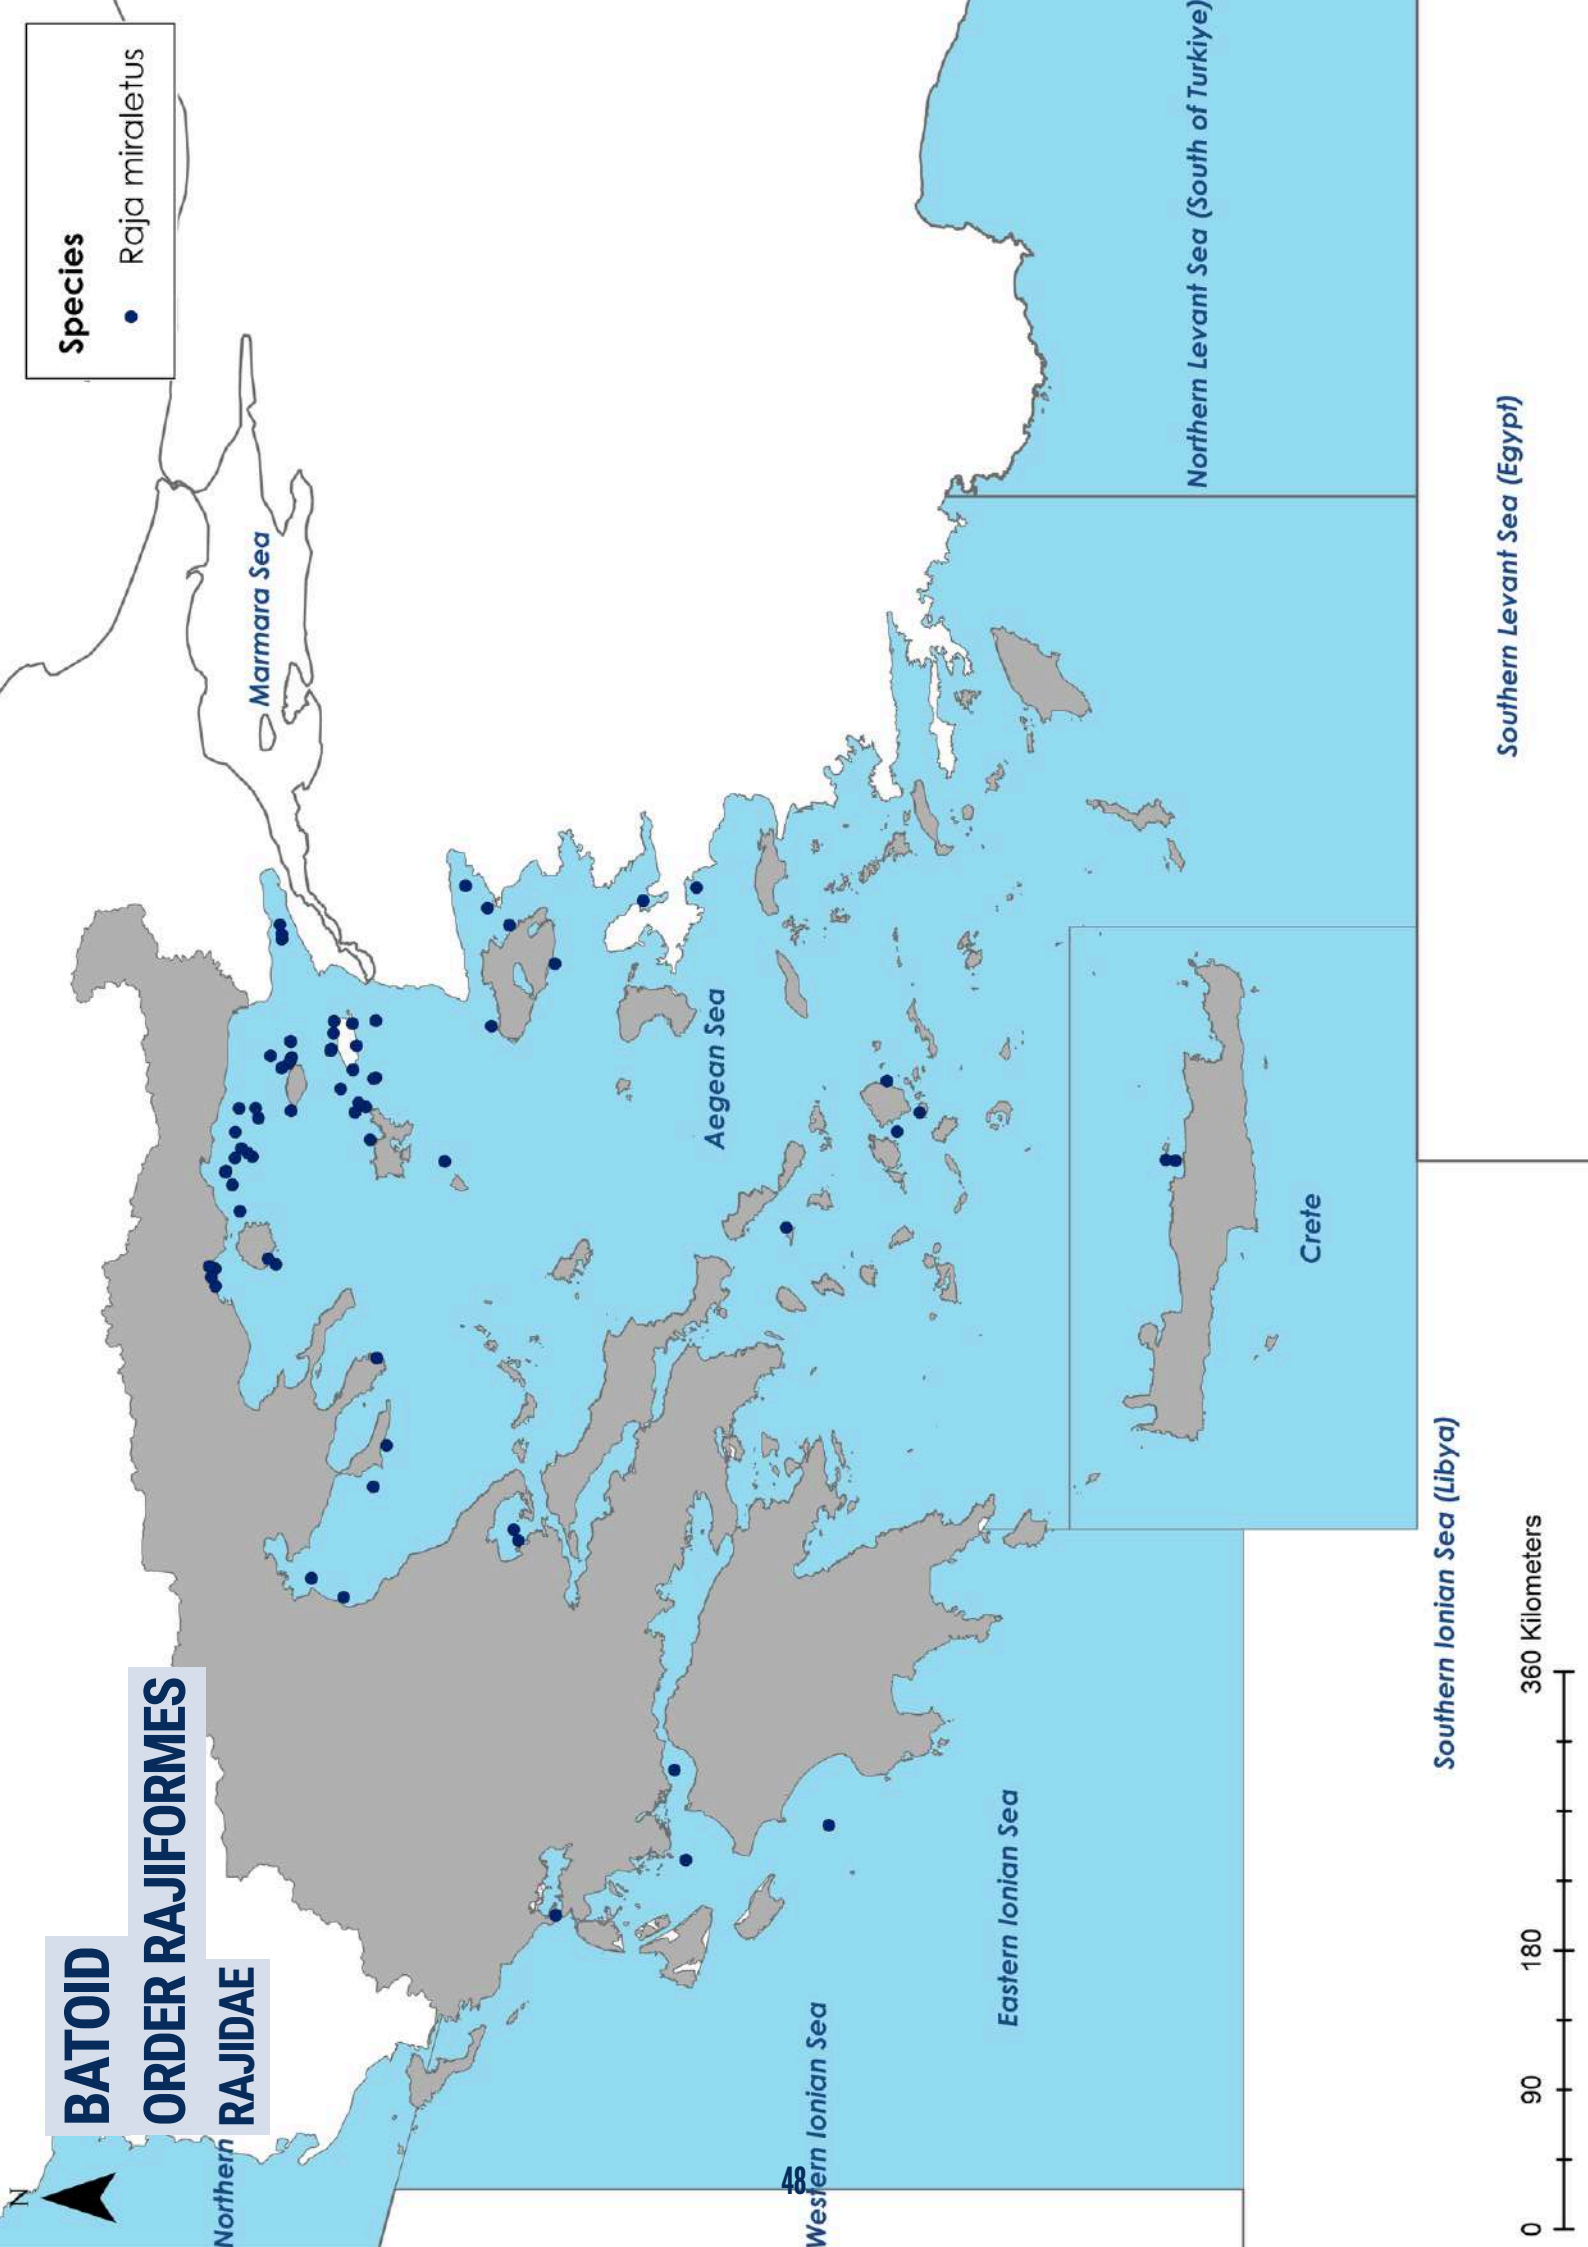 BATOID
ORDER RAJIFORMES
RAJIDAE
Species
Raja miraletus
N
Northern
Marmara Sea
Aegean Sea
Western Ionian Sea
Eastern Ionian Sea
Northern Levant Sea (South of Turkiye)
Crete
Southern Ionian Sea (Libya)
Southern Levant Sea (Egypt)
0 90 180 360 Kilometers
48